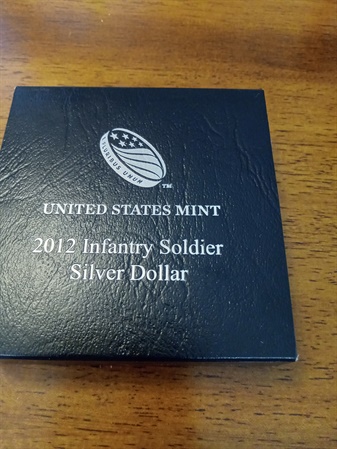 PLURIBUS UNUM
TM
UNITED STATES MINT
2012 Infantry Soldier
Silver Dollar